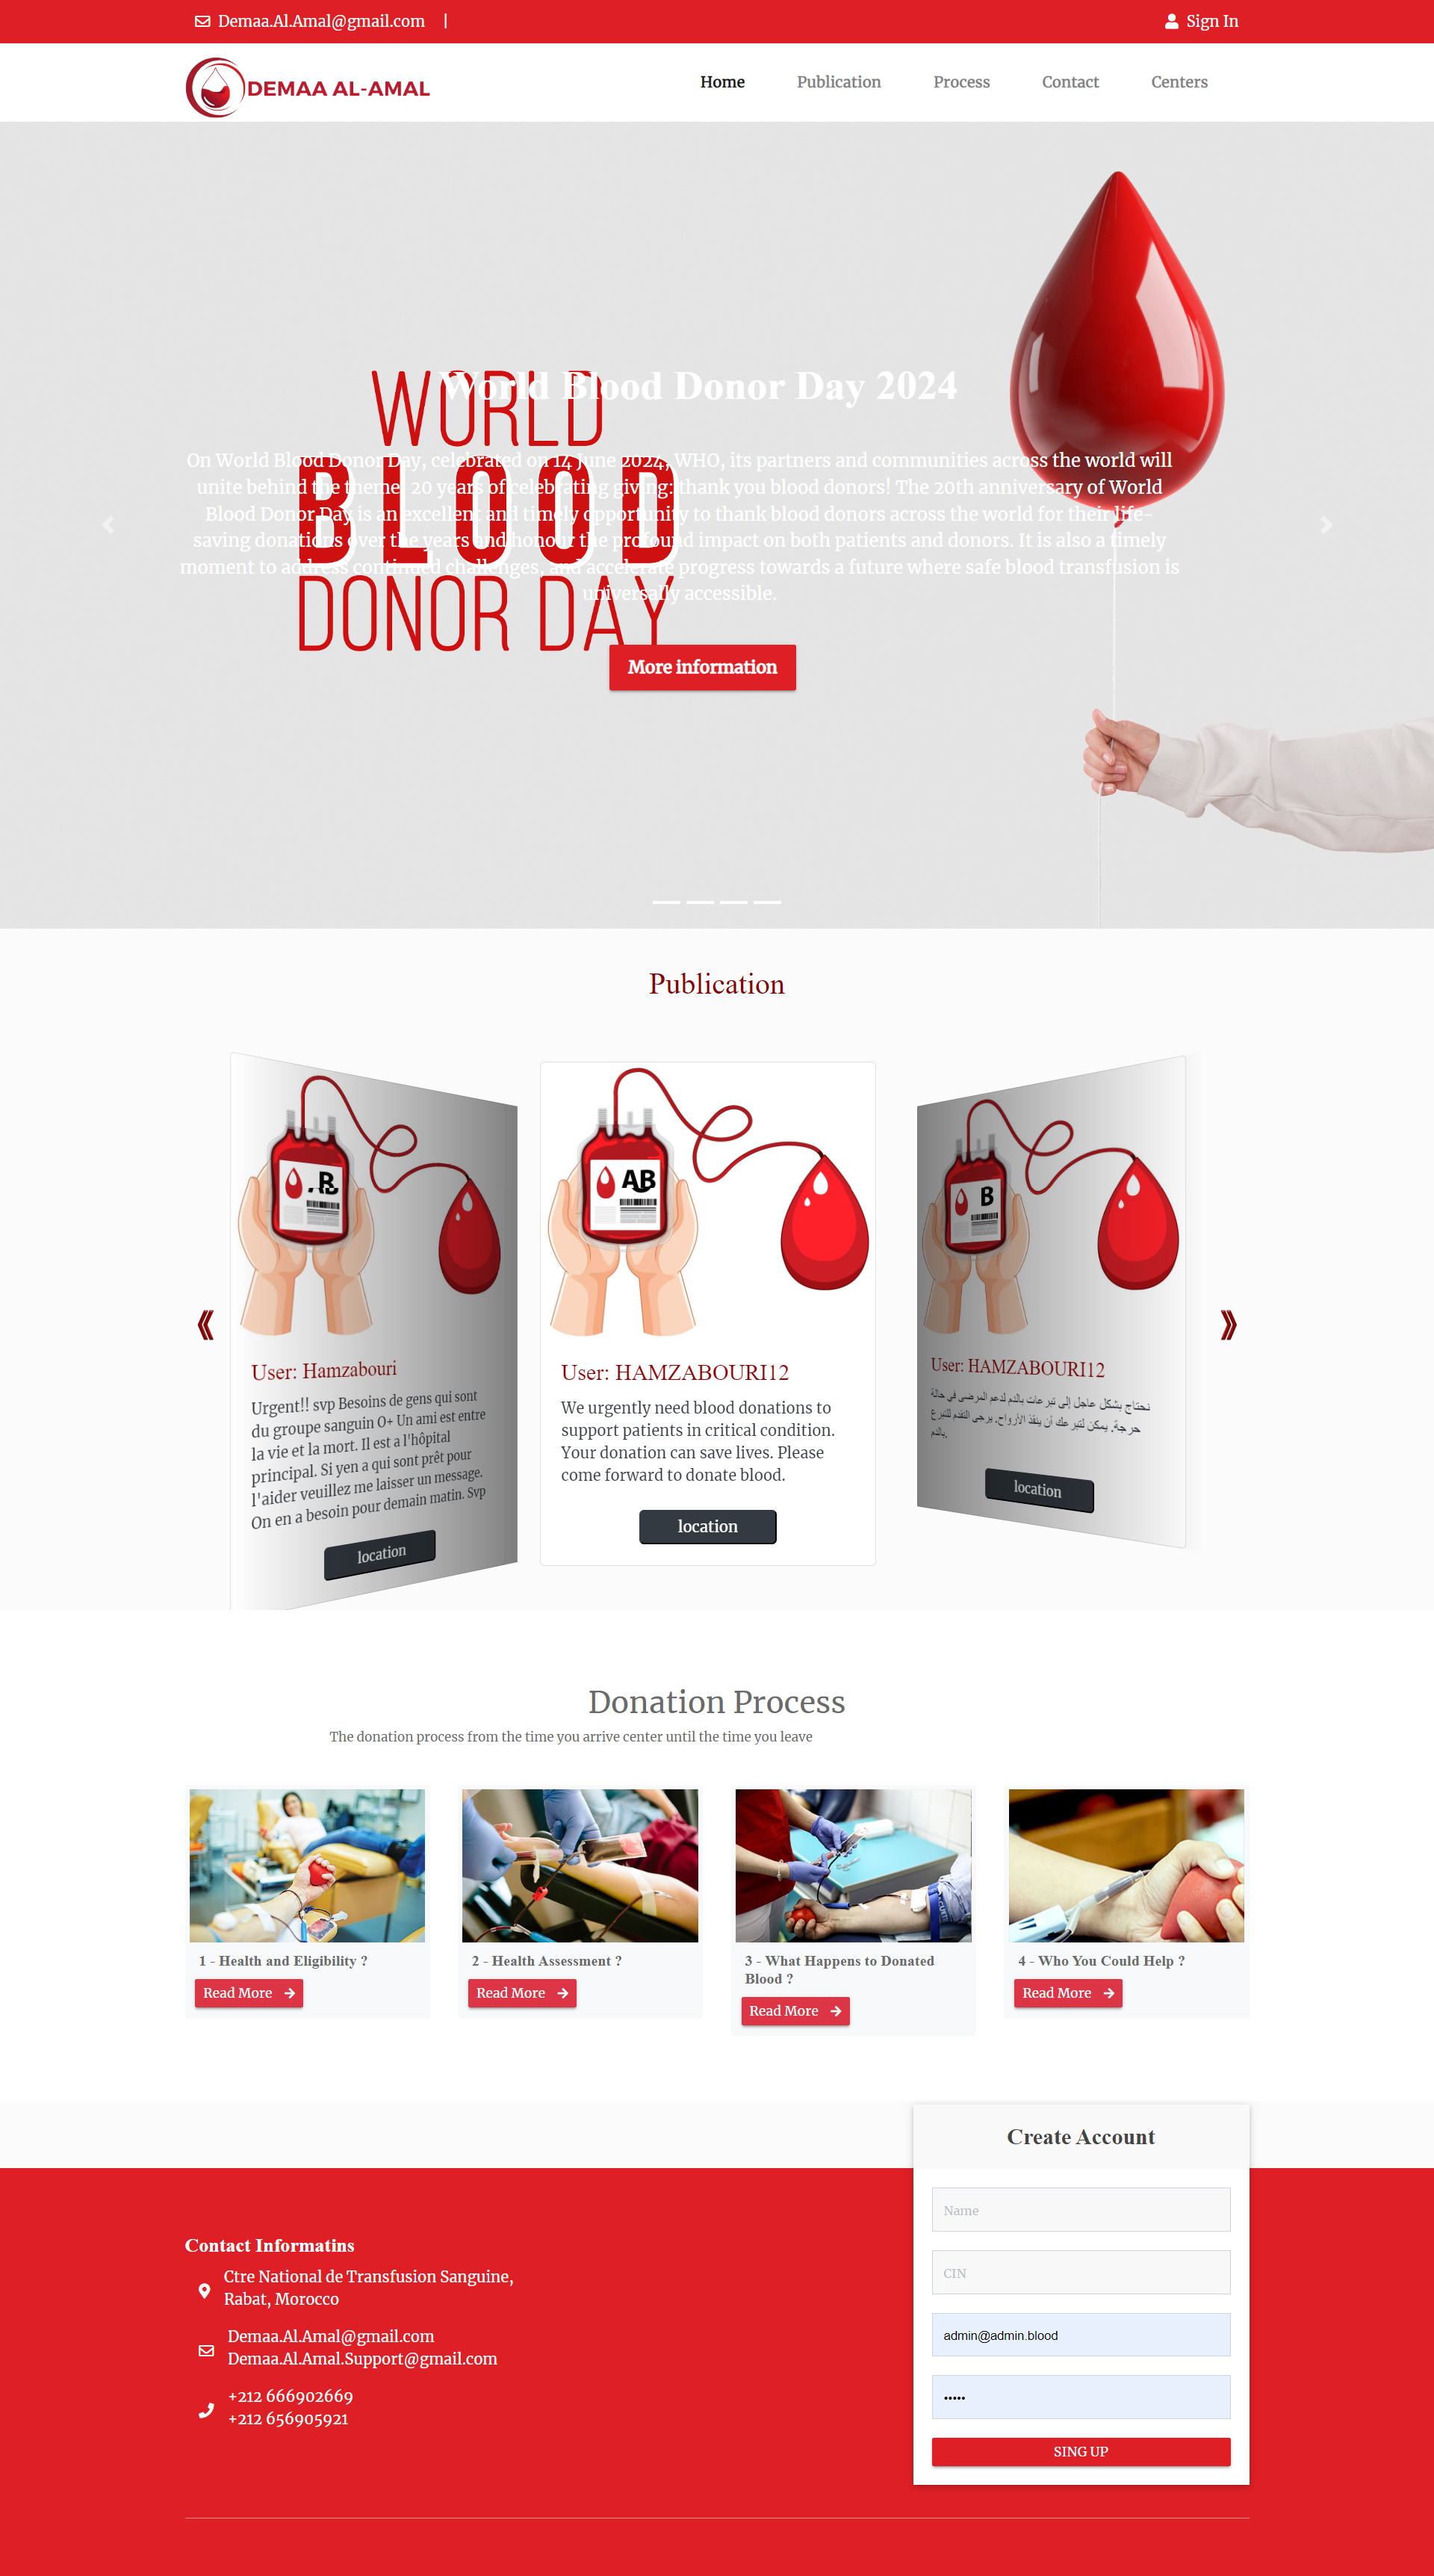 Demaa.Al.Amal@gmail.com |
Sign In
DEMAA AL-AMAL
Home
Publication
Process
Contact
Centers
WORLD
BLOOD
DONOR DAY
World Blood Donor Day 2024
On World Blood Donor Day, celebrated on 14 June 2024, WHO, its partners and communities across the world will
unite behind the theme: 20 years of celebrating giving: thank you blood donors! The 20th anniversary of World
Blood Donor Day is an excellent and timely opportunity to thank blood donors across the world for their life-
saving donations over the years and honour the profound impact on both patients and donors. It is also a timely
moment to address continued challenges, and accelerate progress towards a future where safe blood transfusion is
universally accessible.
More information
Publication
B
User: Hamzabouri
Urgent!! svp Besoins de gens qui sont
du groupe sanguin O+ Un ami est entre
la vie et la mort. Il est a l'hôpital
principal. Si yen a qui sont prêt pour
l'aider veuillez me laisser un message.
On en a besoin pour demain matin. Svp
location
AB
User: HAMZABOURI12
We urgently need blood donations to
support patients in critical condition.
Your donation can save lives. Please
come forward to donate blood.
location
B
User: HAMZABOURI12
نحتاج بشكل عاجل إلى تبرعات بالدم لدعم المرضى في حالة
حرجة. يمكن لتبرعك أن ينقذ الأرواح. يرجى التقدم للتبرع
بالدم.
location
Donation Process
The donation process from the time you arrive center until the time you leave
1 - Health and Eligibility ?
Read More
2 - Health Assessment ?
Read More
3 - What Happens to Donated
Blood ?
Read More
4 - Who You Could Help ?
Read More
Create Account
Name
CIN
admin@admin.blood
•••••
SING UP
Contact Informatins
Ctre National de Transfusion Sanguine,
Rabat, Morocco
Demaa.Al.Amal@gmail.com
Demaa.Al.Amal.Support@gmail.com
+212 666902669
+212 656905921